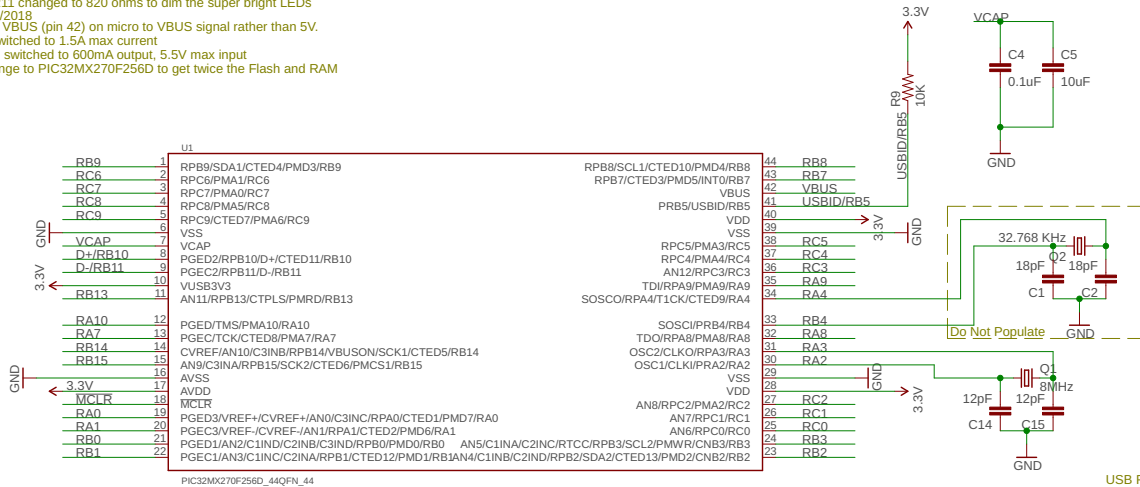 11 changed to 820 ohms to dim the super bright LEDs
/2018
VBUS (pin 42) on micro to VBUS signal rather than 5V.
witched to 1.5A max current
switched to 600mA output, 5.5V max input
nge to PIC32MX270F256D to get twice the Flash and RAM
3.3V
R9
10K
USBID/RB5
VCAP
C4
0.1uF
C5
10uF
GND
U1
RB9 1 RPB9/SDA1/CTED4/PMD3/RB9
RC6 2 RPC6/PMA1/RC6
RC7 3 RPC7/PMA0/RC7
RC8 4 RPC8/PMA5/RC8
RC9 5 RPC9/CTED7/PMA6/RC9
GND 6 VSS
VCAP 7 VCAP
D+/RB10 8 PGED2/RPB10/D+/CTED11/RB10
D-/RB11 9 PGEC2/RPB11/D-/RB11
3.3V 10 VUSB3V3
RB13 11 AN11/RPB13/CTPLS/PMRD/RB13
RA10 12 PGED/TMS/PMA10/RA10
RA7 13 PGEC/TCK/CTED8/PMA7/RA7
RB14 14 CVREF/AN10/C3INB/RPB14/VBUSON/SCK1/CTED5/RB14
RB15 15 AN9/C3INA/RPB15/SCK2/CTED6/PMCS1/RB15
GND 16 AVSS
3.3V 17 AVDD
MCLR 18 MCLR
RA0 19 PGED3/VREF+/CVREF+/AN0/C3INC/RPA0/CTED1/PMD7/RA0
RA1 20 PGEC3/VREF-/CVREF-/AN1/RPA1/CTED2/PMD6/RA1
RB0 21 PGED1/AN2/C1IND/C2INB/C3IND/RPB0/PMD0/RB0
RB1 22 PGEC1/AN3/C1INC/C2INA/RPB1/CTED12/PMD1/RB1
RPB8/SCL1/CTED10/PMD4/RB8 44 RB8
RPB7/CTED3/PMD5/INT0/RB7 43 RB7
VBUS 42 VBUS
PRB5/USBID/RB5 41 USBID/RB5
VDD 40 3.3V
VSS 39 GND
RPC5/PMA3/RC5 38 RC5
RPC4/PMA4/RC4 37 RC4
AN12/RPC3/RC3 36 RC3
TDI/RPA9/PMA9/RA9 35 RA9
SOSCO/RPA4/T1CK/CTED9/RA4 34 RA4
SOSCI/PRB4/RB4 33 RB4
TDO/RPA8/PMA8/RA8 32 RA8
OSC2/CLKO/RPA3/RA3 31 RA3
OSC1/CLKI/PRA2/RA2 30 RA2
VSS 29 GND
VDD 28 3.3V
AN8/RPC2/PMA2/RC2 27 RC2
AN7/RPC1/RC1 26 RC1
AN6/RPC0/RC0 25 RC0
AN5/C1INA/C2INC/RTCC/RPB3/SCL2/PMWR/CNB3/RB3 24 RB3
AN4/C1INB/C2IND/RPB2/SDA2/CTED13/PMD2/CNB2/RB2 23 RB2
PIC32MX270F256D_44QFN_44
32.768 KHz
Q2
18pF
18pF
C1
C2
GND
Do Not Populate
Q1
8MHz
12pF
12pF
C14
C15
GND
USB